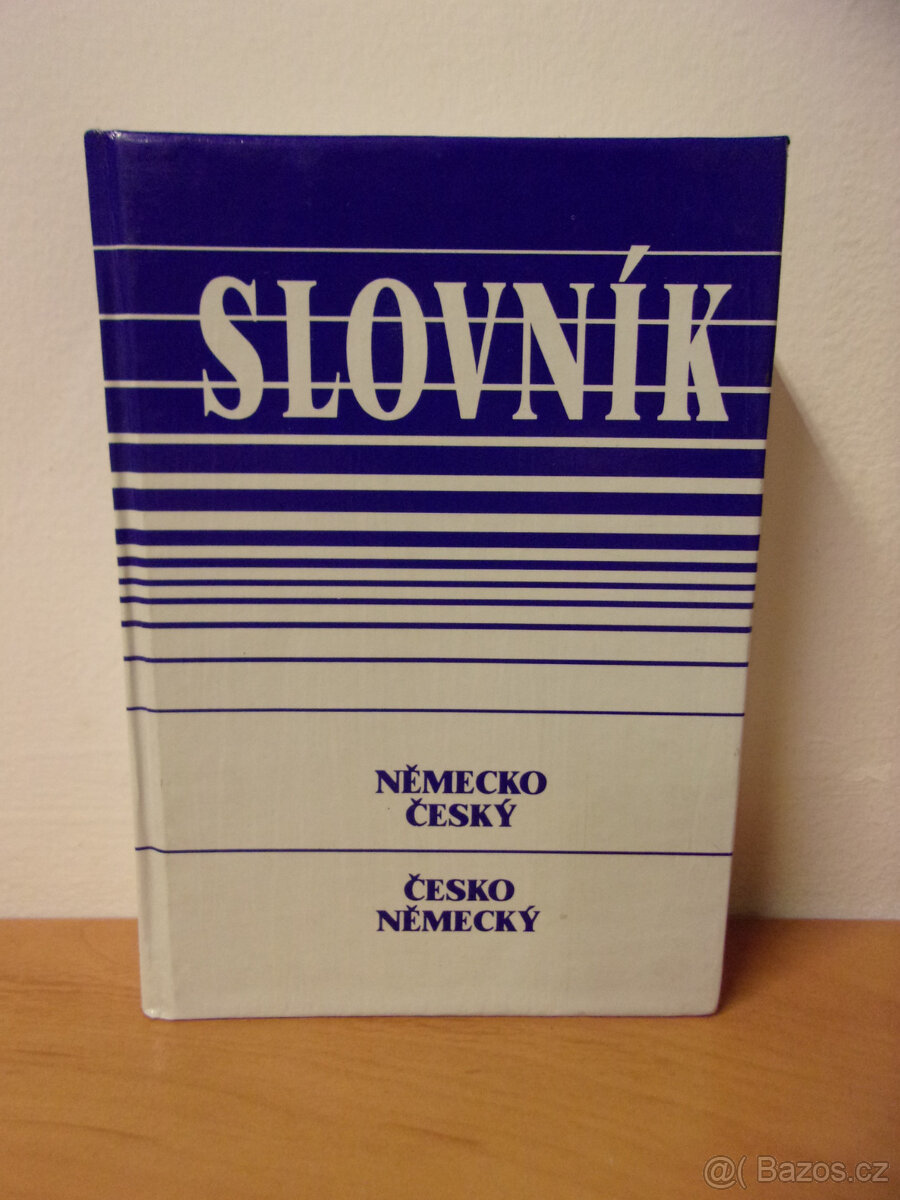 SLOVNÍK
NĚMECKO
ČESKÝ
ČESKO
NĚMECKÝ
@( Bazos.cz